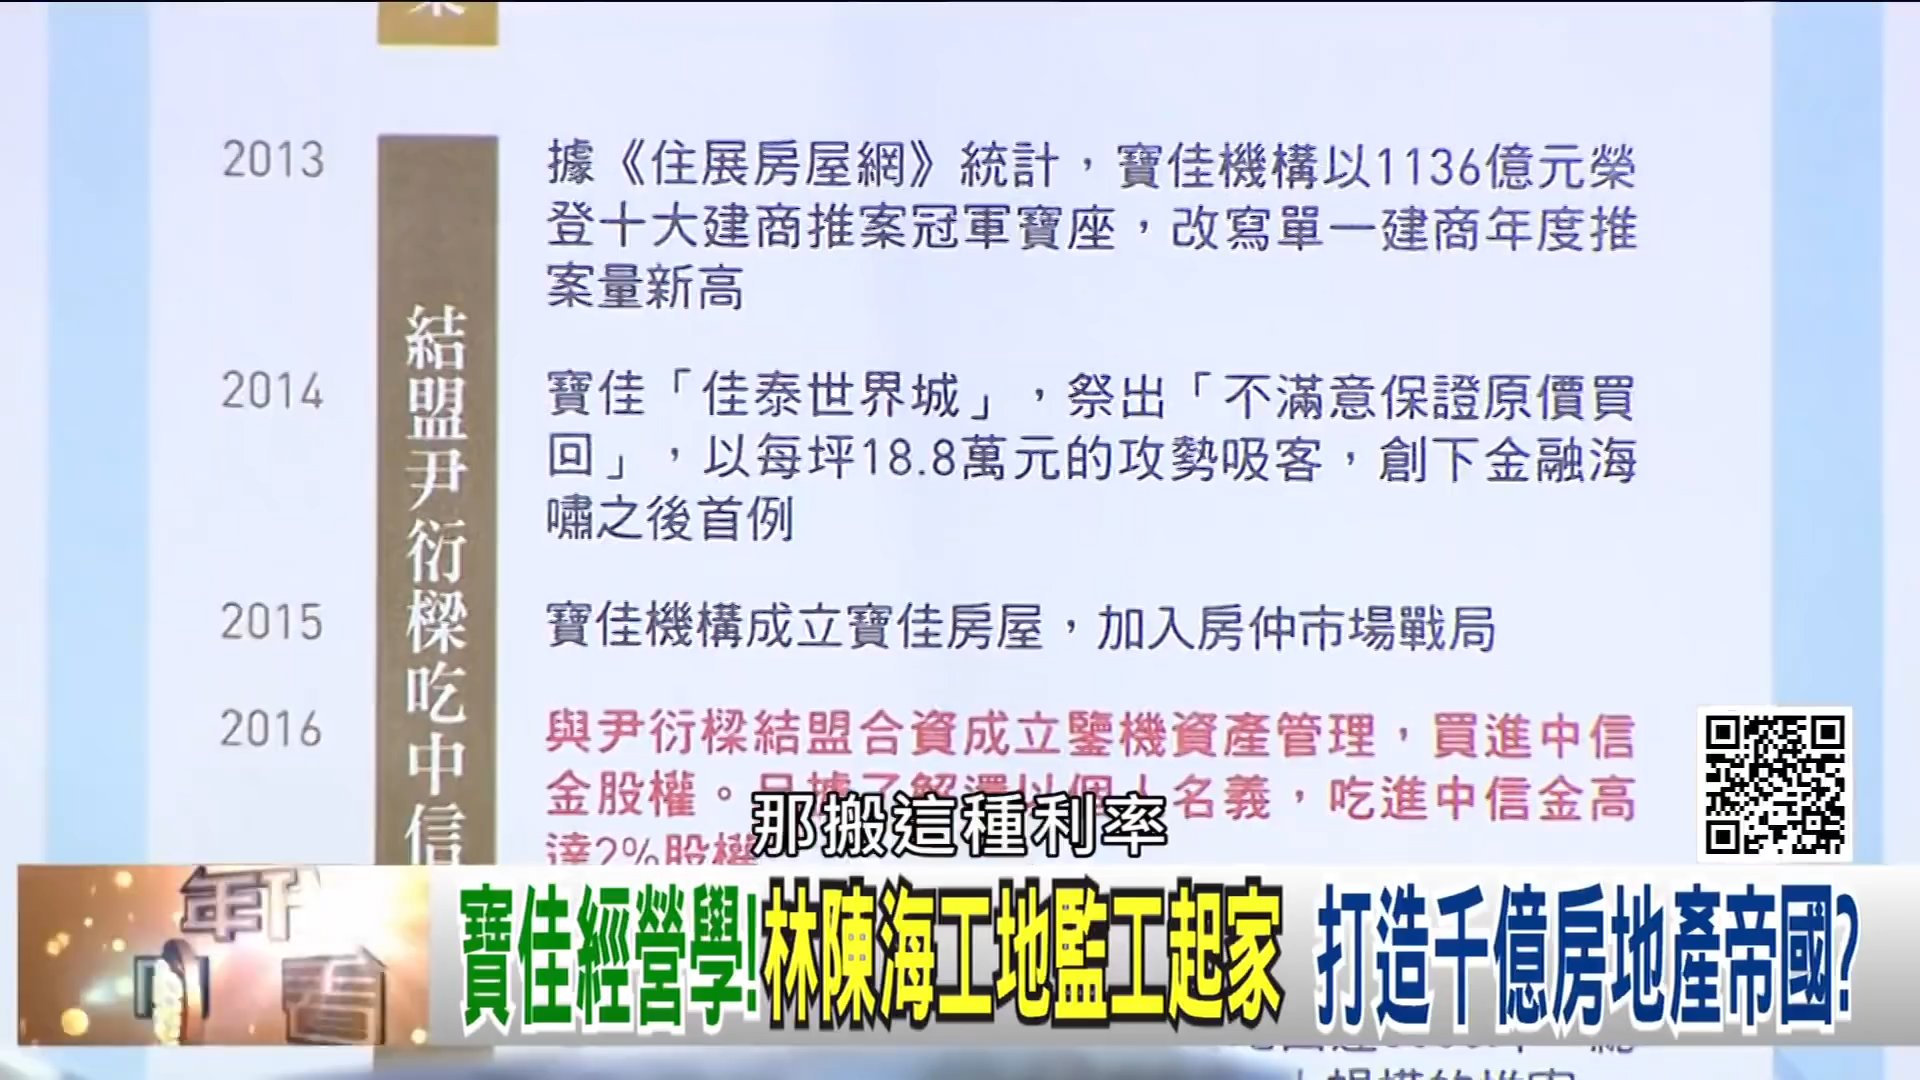 業
2013
據《住展房屋網》統計，寶佳機構以1136億元榮
登十大建商推案冠軍寶座，改寫單一建商年度推
案量新高
2014
寶佳「佳泰世界城」，祭出「不滿意保證原價買
回」，以每坪18.8萬元的攻勢吸客，創下金融海
嘯之後首例
2015
寶佳機構成立寶佳房屋，加入房仲市場戰局
2016
與尹衍樑結盟合資成立鑒機資產管理，買進中信
金股權。名義，吃進中信金高
達2%股權
結盟尹衍樑吃中信
那搬這種利率
年代
寶佳經營學!林陳海工地監工起家 打造千億房地產帝國?